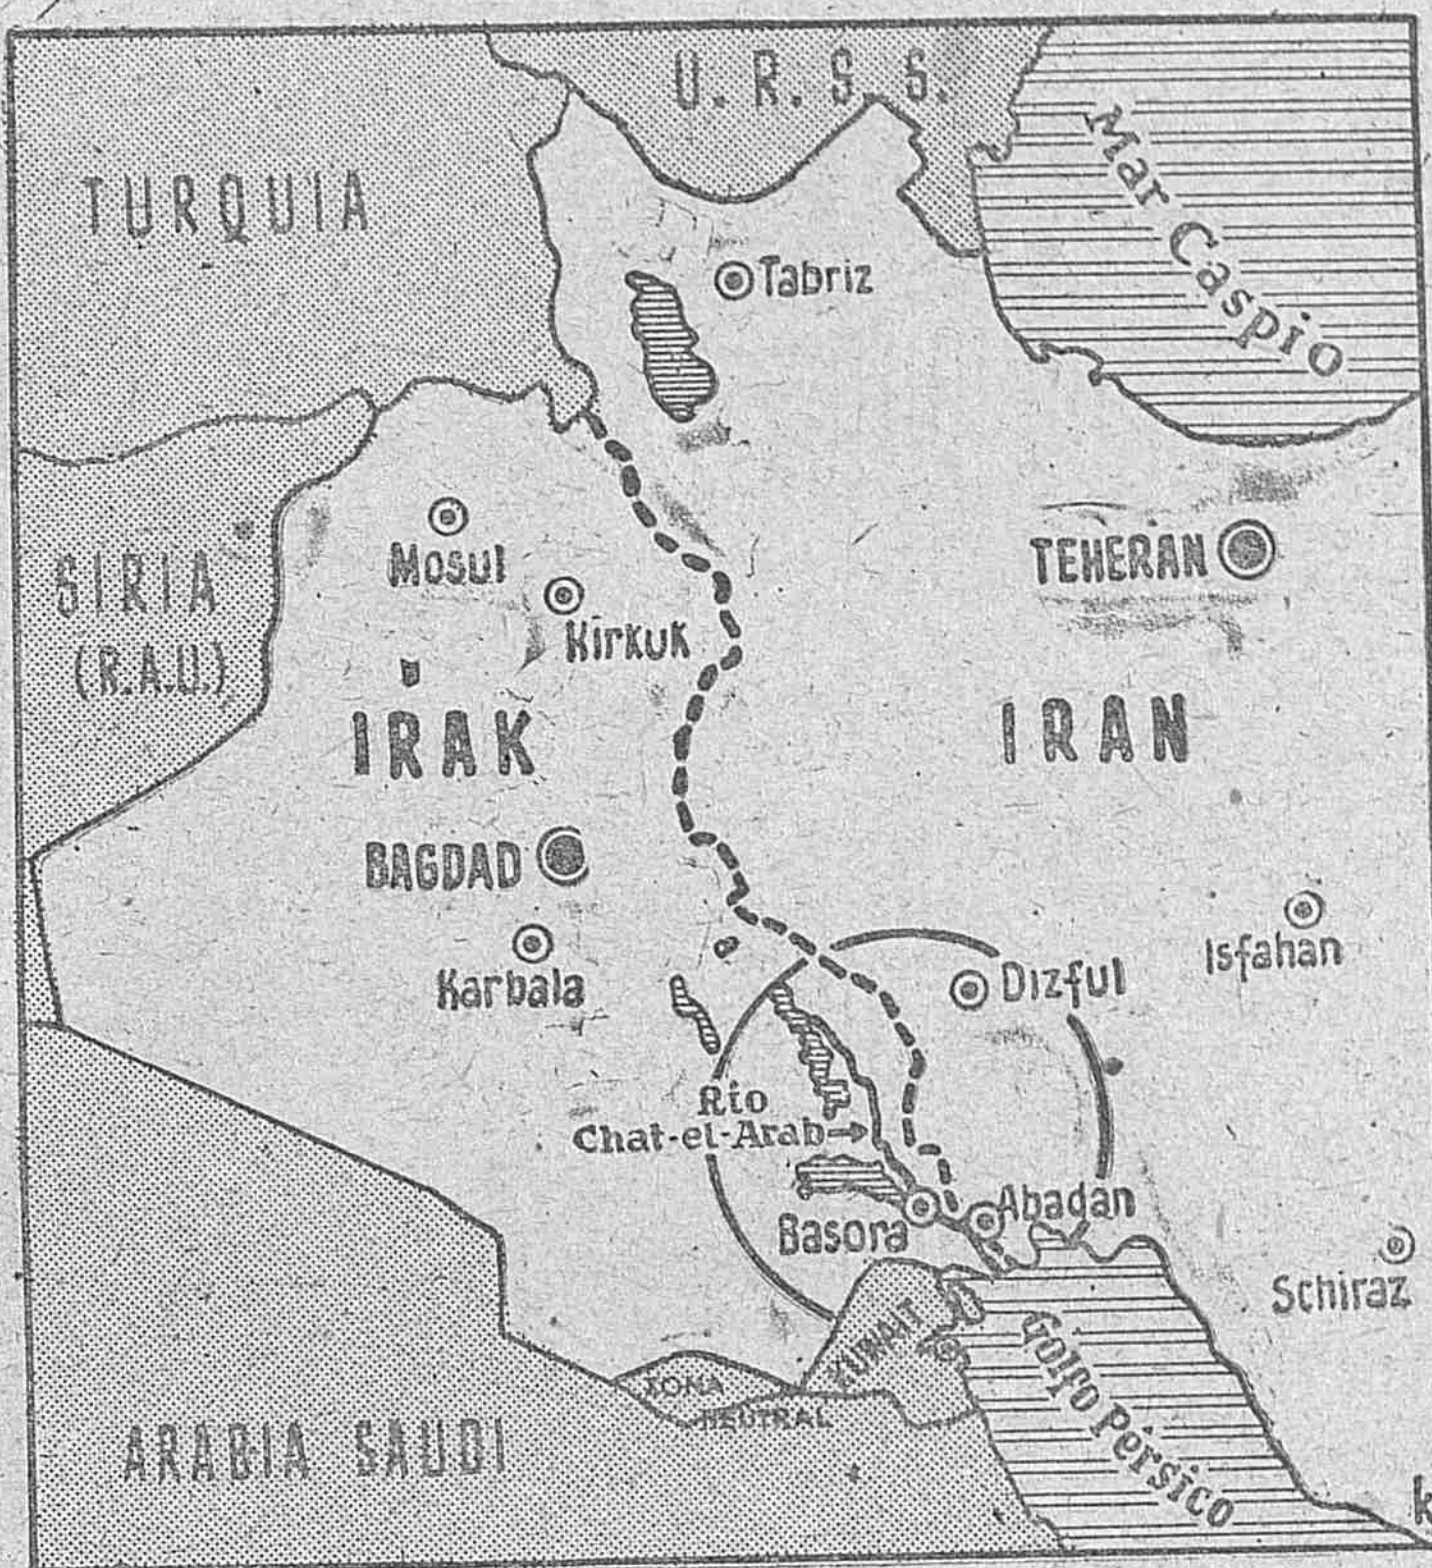 U. R. S. S.
TURQUIA
Mar Caspio
Tabriz
Mosul
TEHERAN
SIRIA
(R.A.U.)
Kirkuk
IRAK
IRAN
BAGDAD
Karbala
Isfahan
Dizful
Rio
Chat-el-Arab
Abadán
Basora
Schiraz
KUWAIT
Golfo Pérsico
ZONA
NEUTRAL
ARABIA SAUDI